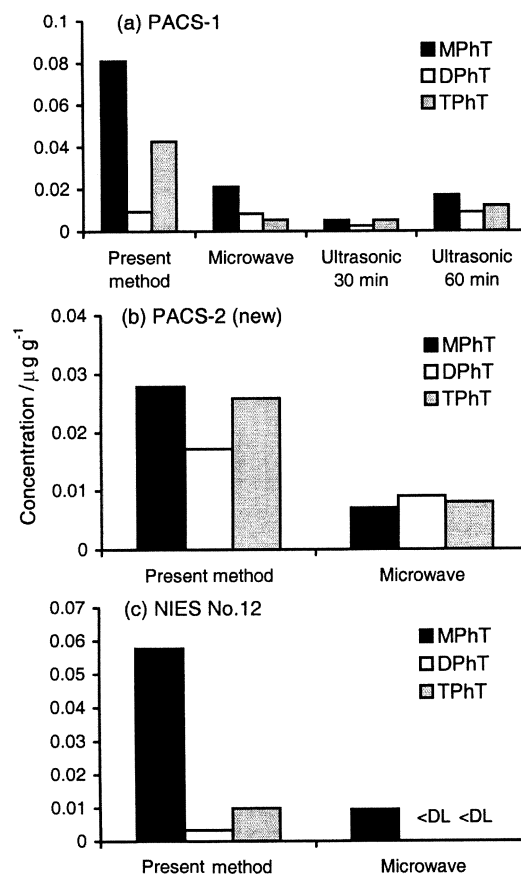 (a) PACS-1
0.1
0.08
0.06
0.04
0.02
0
MPhT
DPhT
TPhT
Present method
Microwave
Ultrasonic 30 min
Ultrasonic 60 min
Concentration / µg g⁻¹
(b) PACS-2 (new)
0.04
0.03
0.02
0.01
0
MPhT
DPhT
TPhT
Present method
Microwave
(c) NIES No.12
0.07
0.06
0.05
0.04
0.03
0.02
0.01
0
MPhT
DPhT
TPhT
<DL <DL
Present method
Microwave